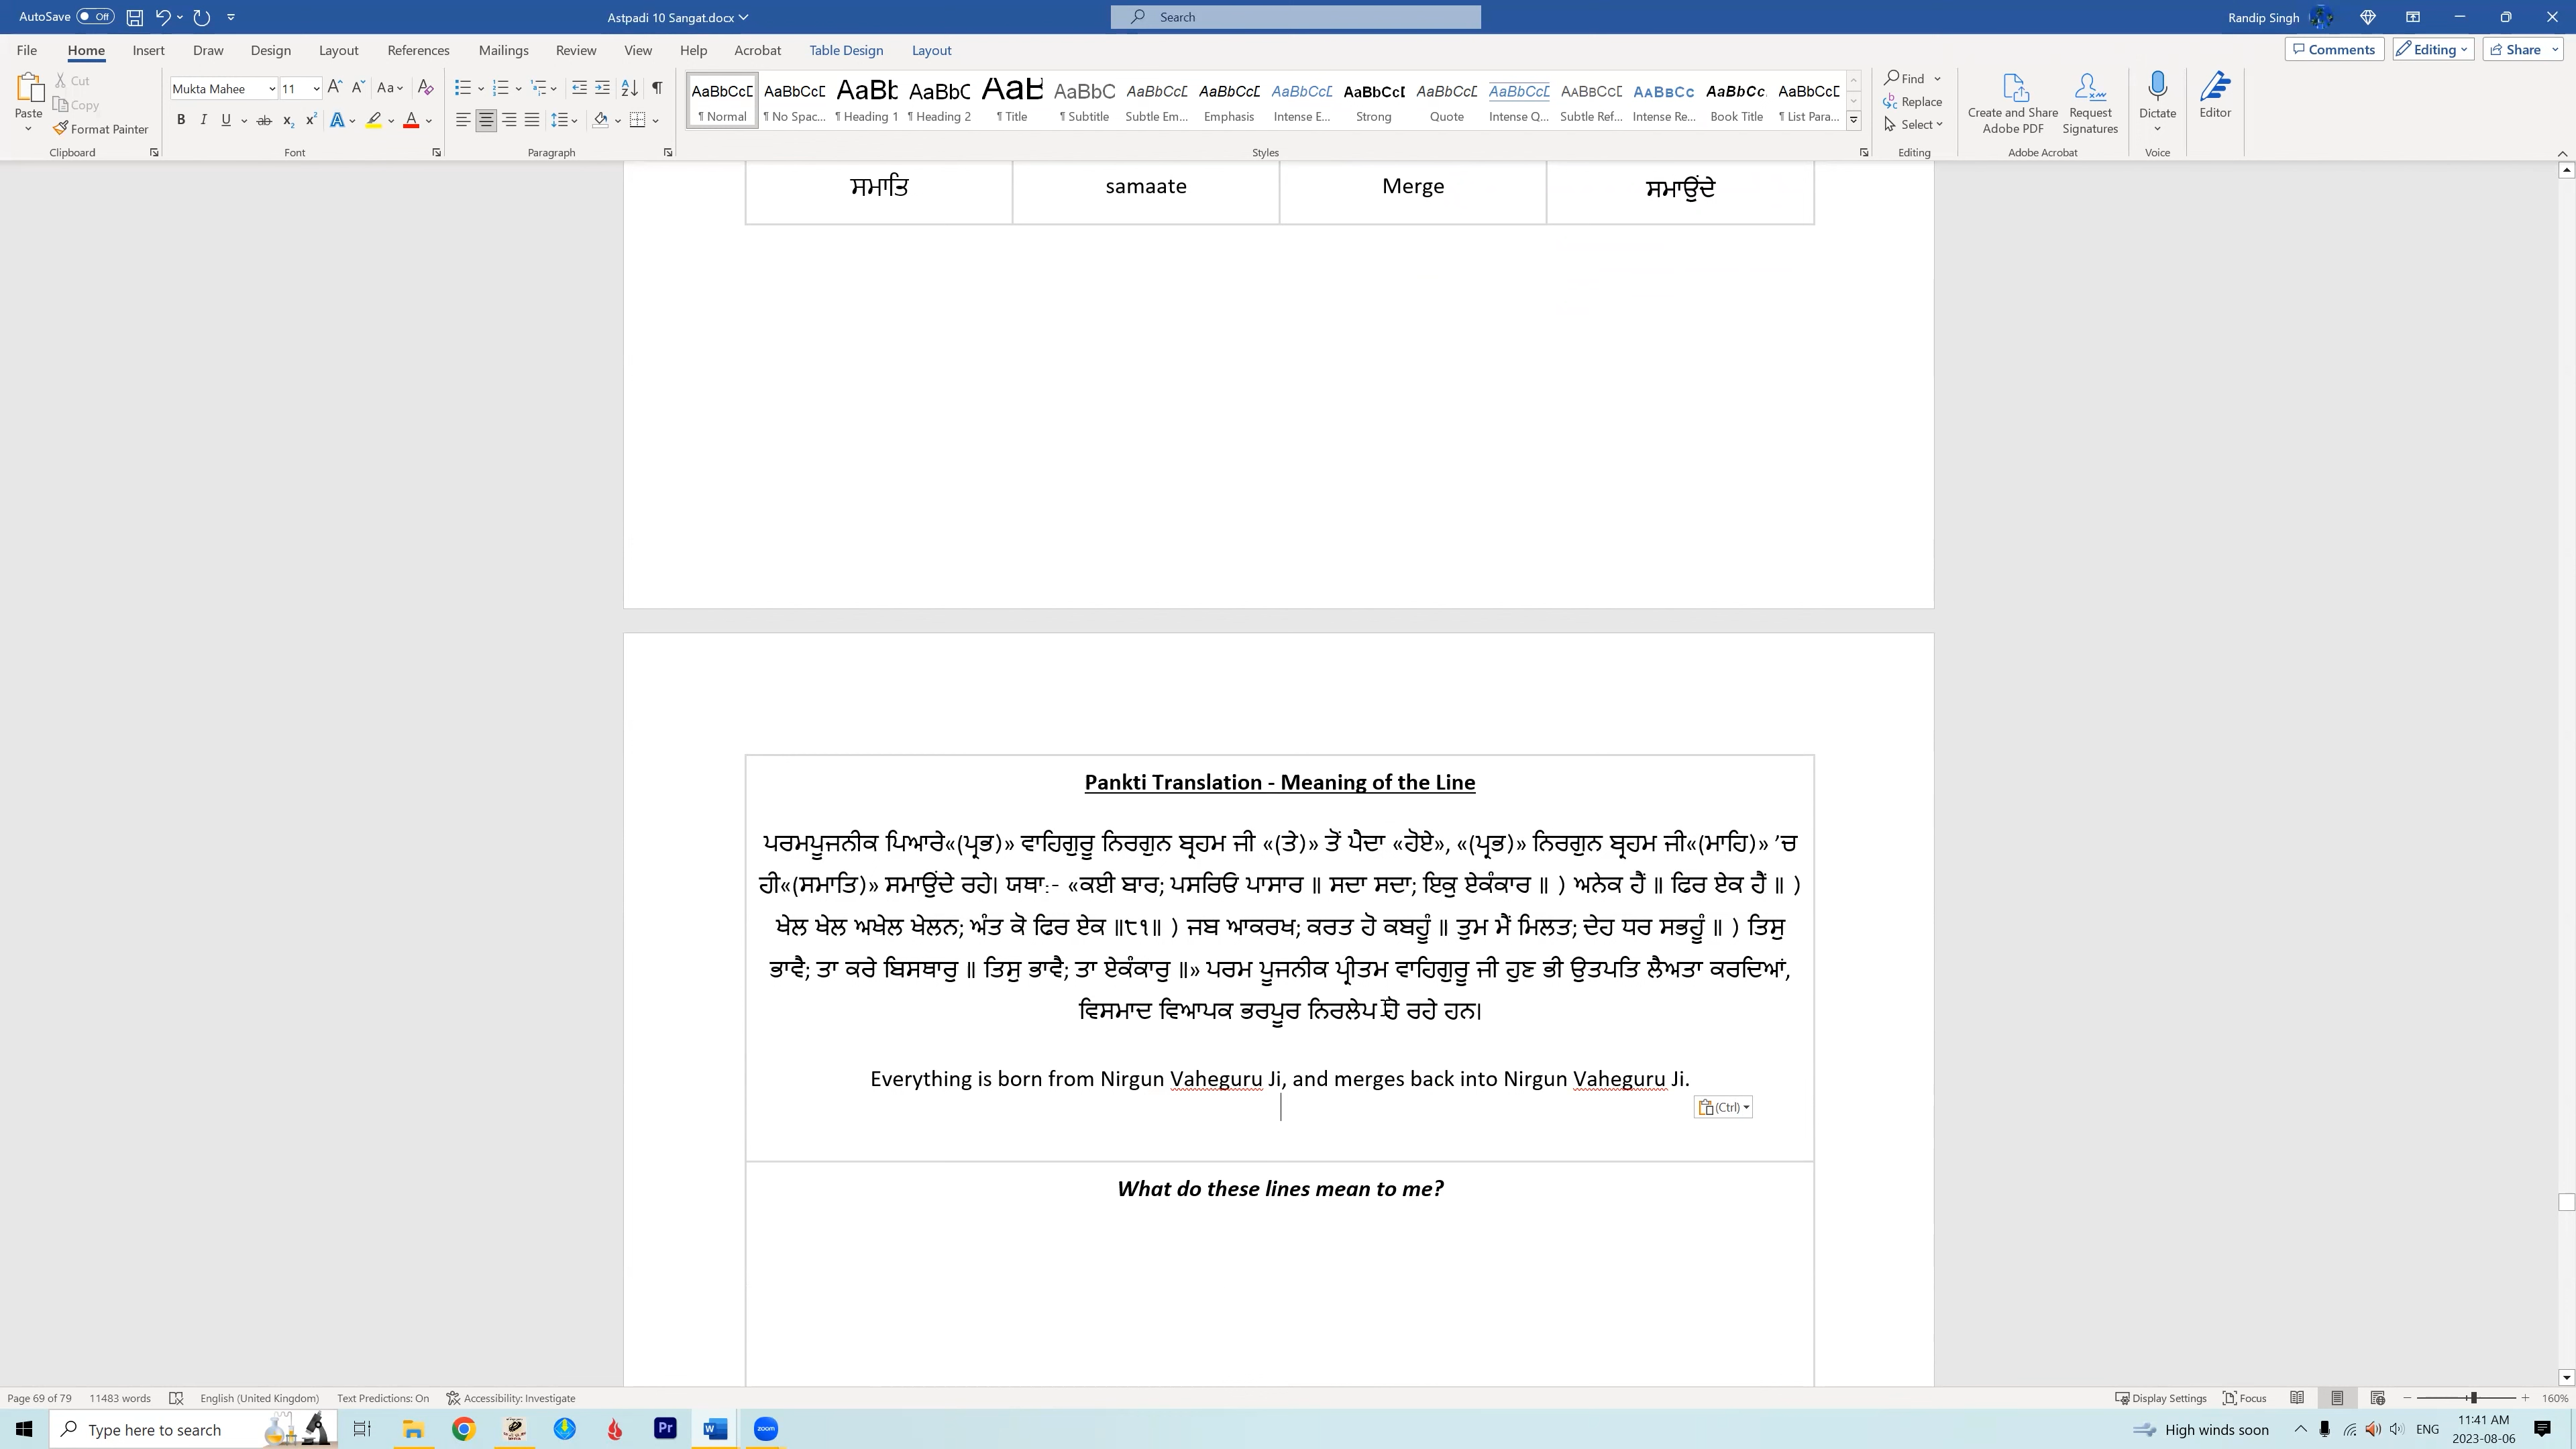 AutoSave Off Astpadi 10 Sangat.docx Search Randip Singh
File Home Insert Draw Design Layout References Mailings Review View Help Acrobat Table Design Layout Comments Editing Share
Paste Cut Copy Format Painter
Mukta Mahee 11
AaBbCcD AaBbCcD AaBb AaBbC AaB AaBbC AaBbCcD AaBbCcD AaBbCcD AaBbCcD AaBbCcD AaBbCcD AaBbCcD AaBbCc AaBbCc AaBbCcD
¶ Normal ¶ No Spac... ¶ Heading 1 ¶ Heading 2 ¶ Title ¶ Subtitle Subtle Em... Emphasis Intense E... Strong Quote Intense Q... Subtle Ref... Intense Re... Book Title ¶ List Para...
Find Replace Select
Create and Share Adobe PDF Request Signatures Dictate Editor
Clipboard Font Paragraph Styles Editing Adobe Acrobat Voice
ਸਮਾਤਿ samaate Merge ਸਮਾਉਂਦੇ
Pankti Translation - Meaning of the Line
ਪਰਮਪੂਜਨੀਕ ਪਿਆਰੇ«(ਪ੍ਰਭ)» ਵਾਹਿਗੁਰੂ ਨਿਰਗੁਨ ਬ੍ਰਹਮ ਜੀ «(ਤੇ)» ਤੋਂ ਪੈਦਾ «ਹੋਏ», «(ਪ੍ਰਭ)» ਨਿਰਗੁਨ ਬ੍ਰਹਮ ਜੀ«(ਮਾਹਿ)» ’ਚ
ਹੀ«(ਸਮਾਤਿ)» ਸਮਾਉਂਦੇ ਰਹੇ। ਯਥਾ:- «ਕਈ ਬਾਰ; ਪਸਰਿਓ ਪਾਸਾਰ ॥ ਸਦਾ ਸਦਾ; ਇਕੁ ਏਕੰਕਾਰ ॥ ) ਅਨੇਕ ਹੈਂ ॥ ਫਿਰ ਏਕ ਹੈਂ ॥ )
ਖੇਲ ਖੇਲ ਅਖੇਲ ਖੇਲਨ; ਅੰਤ ਕੋ ਫਿਰ ਏਕ ॥੮੧॥ ) ਜਬ ਆਕਰਖ; ਕਰਤ ਹੋ ਕਬਹੂੰ ॥ ਤੁਮ ਮੈਂ ਮਿਲਤ; ਦੇਹ ਧਰ ਸਭਹੂੰ ॥ ) ਤਿਸੁ
ਭਾਵੈ; ਤਾ ਕਰੇ ਬਿਸਥਾਰੁ ॥ ਤਿਸੁ ਭਾਵੈ; ਤਾ ਏਕੰਕਾਰੁ ॥» ਪਰਮ ਪੂਜਨੀਕ ਪ੍ਰੀਤਮ ਵਾਹਿਗੁਰੂ ਜੀ ਹੁਣ ਭੀ ਉਤਪਤਿ ਲੈਅਤਾ ਕਰਦਿਆਂ,
ਵਿਸਮਾਦ ਵਿਆਪਕ ਭਰਪੂਰ ਨਿਰਲੇਪ ਹੋ ਰਹੇ ਹਨ।
Everything is born from Nirgun Vaheguru Ji, and merges back into Nirgun Vaheguru Ji.
(Ctrl)
What do these lines mean to me?
Page 69 of 79 11483 words English (United Kingdom) Text Predictions: On Accessibility: Investigate Display Settings Focus 160%
Type here to search Pr zoom High winds soon ENG 11:41 AM
2023-08-06